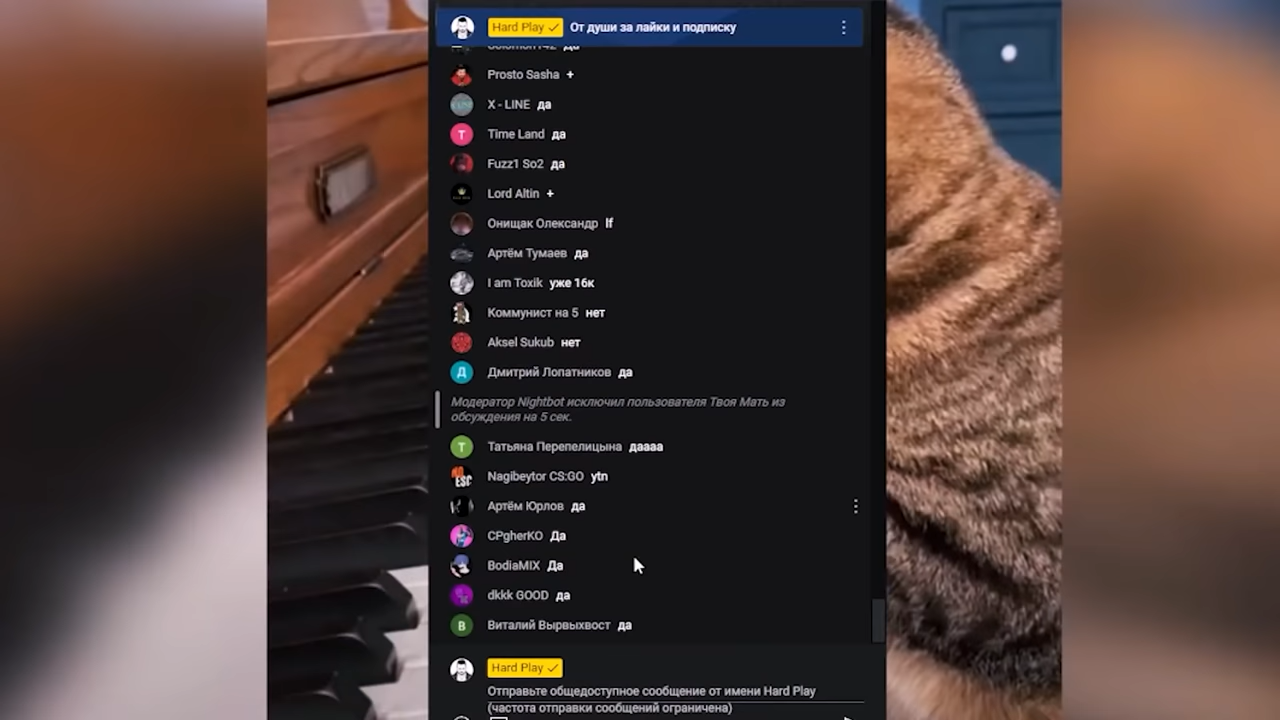 Hard Play От души за лайки и подписку
Solomon142 да
Prosto Sasha +
X - LINE да
Time Land да
Fuzz1 So2 да
Lord Altin +
Онищак Олександр lf
Артём Тумаев да
I am Toxik уже 16к
Коммунист на 5 нет
Aksel Sukub нет
Д Дмитрий Лопатников да
Модератор Nightbot исключил пользователя Твоя Мать из
обсуждения на 5 сек.
Т Татьяна Перепелицына даааа
Nagibeytor CS:GO ytn
Артём Юрлов да
CPgherKO Да
BodiaMIX Да
dkkk GOOD да
В Виталий Вырвыхвост да
Hard Play
Отправьте общедоступное сообщение от имени Hard Play
(частота отправки сообщений ограничена)